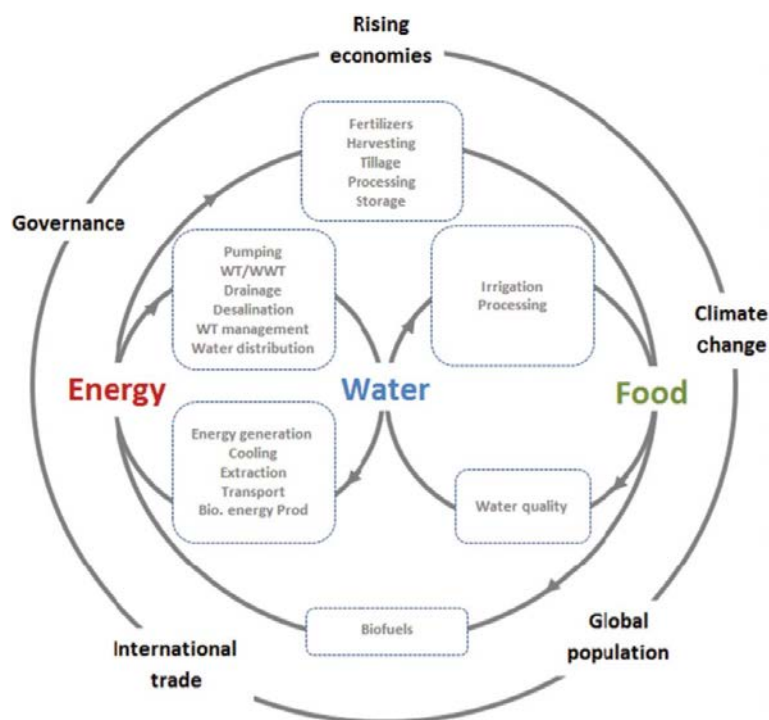 Rising
economies
Fertilizers
Harvesting
Tillage
Processing
Storage
Governance
Pumping
WT/WWT
Drainage
Desalination
WT management
Water distribution
Irrigation
Processing
Climate
change
Energy
Water
Food
Energy generation
Cooling
Extraction
Transport
Bio. energy Prod
Water quality
Biofuels
International
trade
Global
population